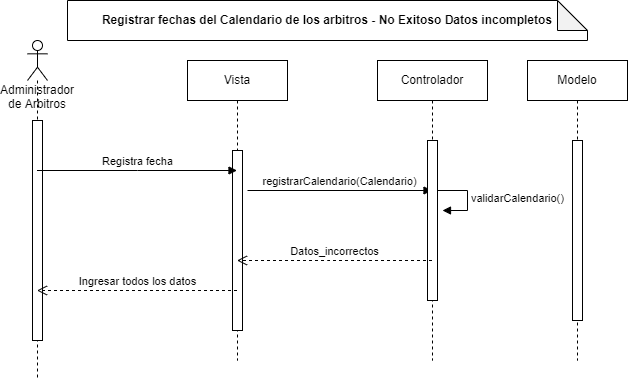 Registrar fechas del Calendario de los arbitros - No Exitoso Datos incompletos
Administrador
de Arbitros
Vista
Controlador
Modelo
Registra fecha
registrarCalendario(Calendario)
validarCalendario()
Datos_incorrectos
Ingresar todos los datos